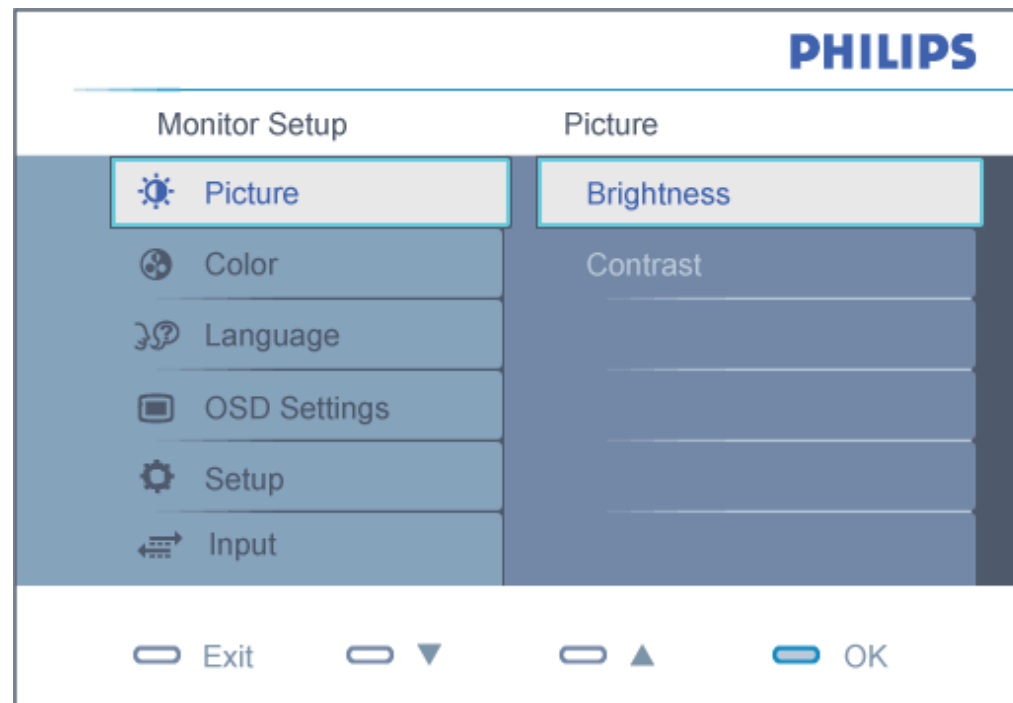 PHILIPS
Monitor Setup
Picture
Picture
Brightness
Color
Contrast
Language
OSD Settings
Setup
Input
Exit ▼ ▲ OK